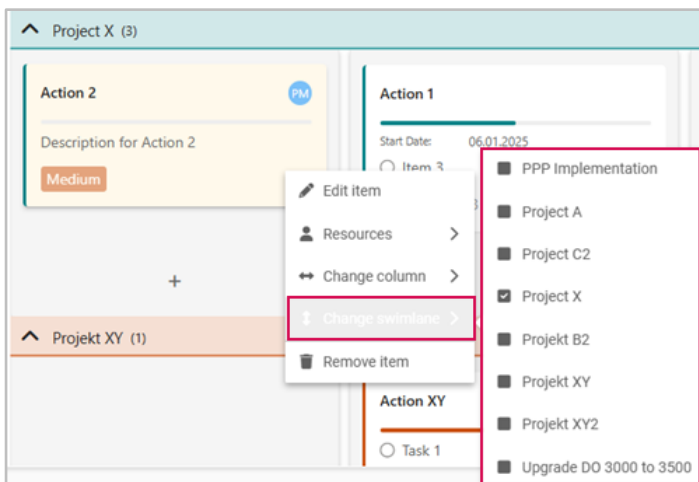 Project X (3)
Action 2
PM
Description for Action 2
Medium
+
Action 1
Start Date: 06.01.2025
Item 3
3
Edit item
Resources
Change column
Change swimlane
Remove item
PPP Implementation
Project A
Project C2
Project X
Projekt B2
Projekt XY
Projekt XY2
Upgrade DO 3000 to 3500
Projekt XY (1)
Action XY
Task 1